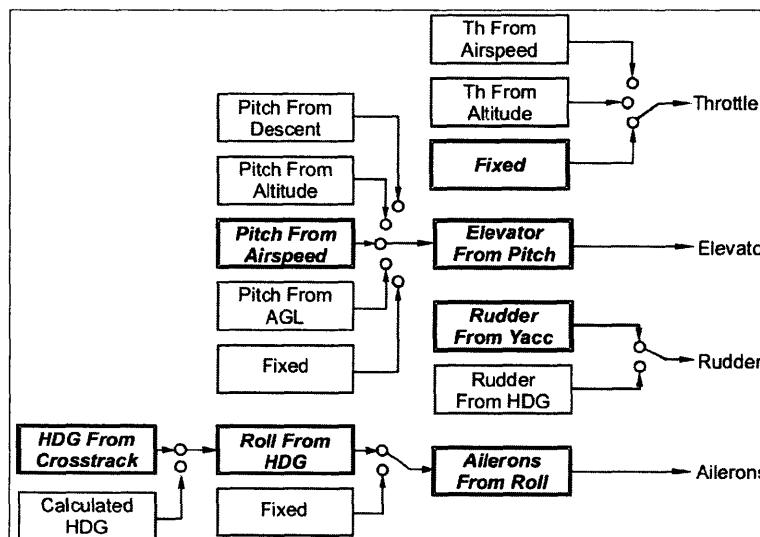 Th From
Airspeed
Th From
Altitude
Throttle
Fixed
Pitch From
Descent
Pitch From
Altitude
Pitch From
Airspeed
Elevator
From Pitch
Elevato
Pitch From
AGL
Fixed
Rudder
From Yacc
Rudder
From HDG
Rudder
HDG From
Crosstrack
Roll From
HDG
Ailerons
From Roll
Ailerons
Calculated
HDG
Fixed